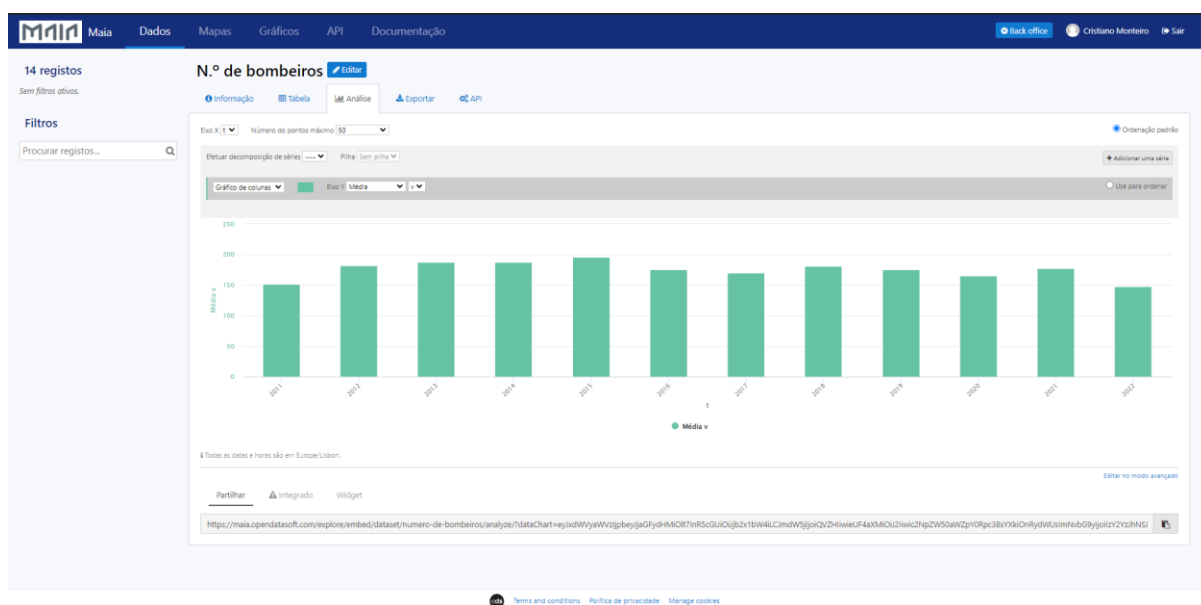 MAIA Maia Dados Mapas Gráficos API Documentação Back office Cristiano Monteiro Sair
14 registos
Sem filtros ativos.
Filtros
Procurar registos...
N.º de bombeiros Editar
Informação Tabela Análise Exportar API
Eixo X t Número do pontos máximo 50 Ordenação padrão
Efetuar decomposição de séries ---- Pilha Sem pilha Adicionar uma série
Gráfico de colunas Eixo Y Média v Use para ordenar
250
200
150
100
50
0
Média v
2011 2012 2013 2014 2015 2016 2017 2018 2019 2020 2021 2022
t
Média v
Todas as datas e horas são em Europe/Lisbon.
Editar no modo avançado
Partilhar Integrado Widget
https://maia.opendatasoft.com/explore/embed/dataset/numero-de-bombeiros/analyze/?dataChart=
ods Terms and conditions Política de privacidade Manage cookies